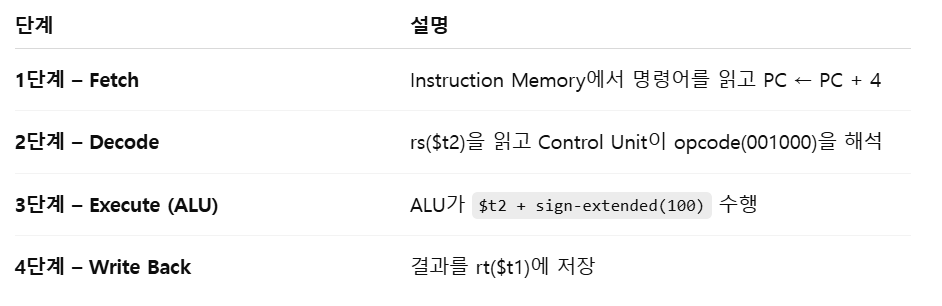 단계 설명
1단계 – Fetch Instruction Memory에서 명령어를 읽고 PC ← PC + 4
2단계 – Decode rs($t2)을 읽고 Control Unit이 opcode(001000)을 해석
3단계 – Execute (ALU) ALU가 $t2 + sign-extended(100) 수행
4단계 – Write Back 결과를 rt($t1)에 저장